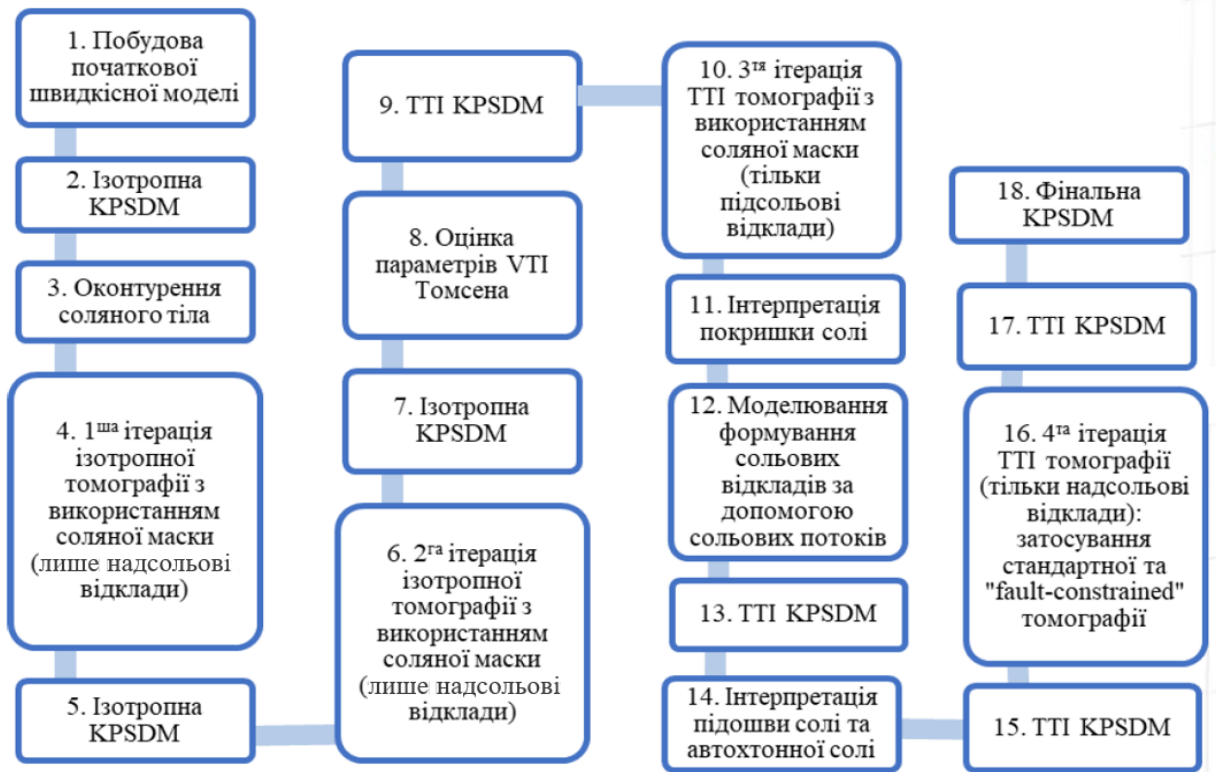 1. Побудова
початкової
швидкісної моделі
2. Ізотропна
KPSDM
3. Оконтурення
соляного тіла
4. 1ша ітерація
ізотропної
томографії з
використанням
соляної маски
(лише надсольові
відклади)
5. Ізотропна
KPSDM
6. 2га ітерація
ізотропної
томографії з
використанням
соляної маски
(лише надсольові
відклади)
7. Ізотропна
KPSDM
8. Оцінка
параметрів VTI
Томсена
9. TTI KPSDM
10. 3тя ітерація
TTI томографії з
використанням
соляної маски
(тільки
підсольові
відклади)
11. Інтерпретація
покришки солі
12. Моделювання
формування
сольових
відкладів за
допомогою
сольових потоків
13. TTI KPSDM
14. Інтерпретація
підошви солі та
автохтонної солі
15. TTI KPSDM
16. 4та ітерація
TTI томографії
(тільки надсольові
відклади):
затосування
стандартної та
"fault-constrained"
томографії
17. TTI KPSDM
18. Фінальна
KPSDM